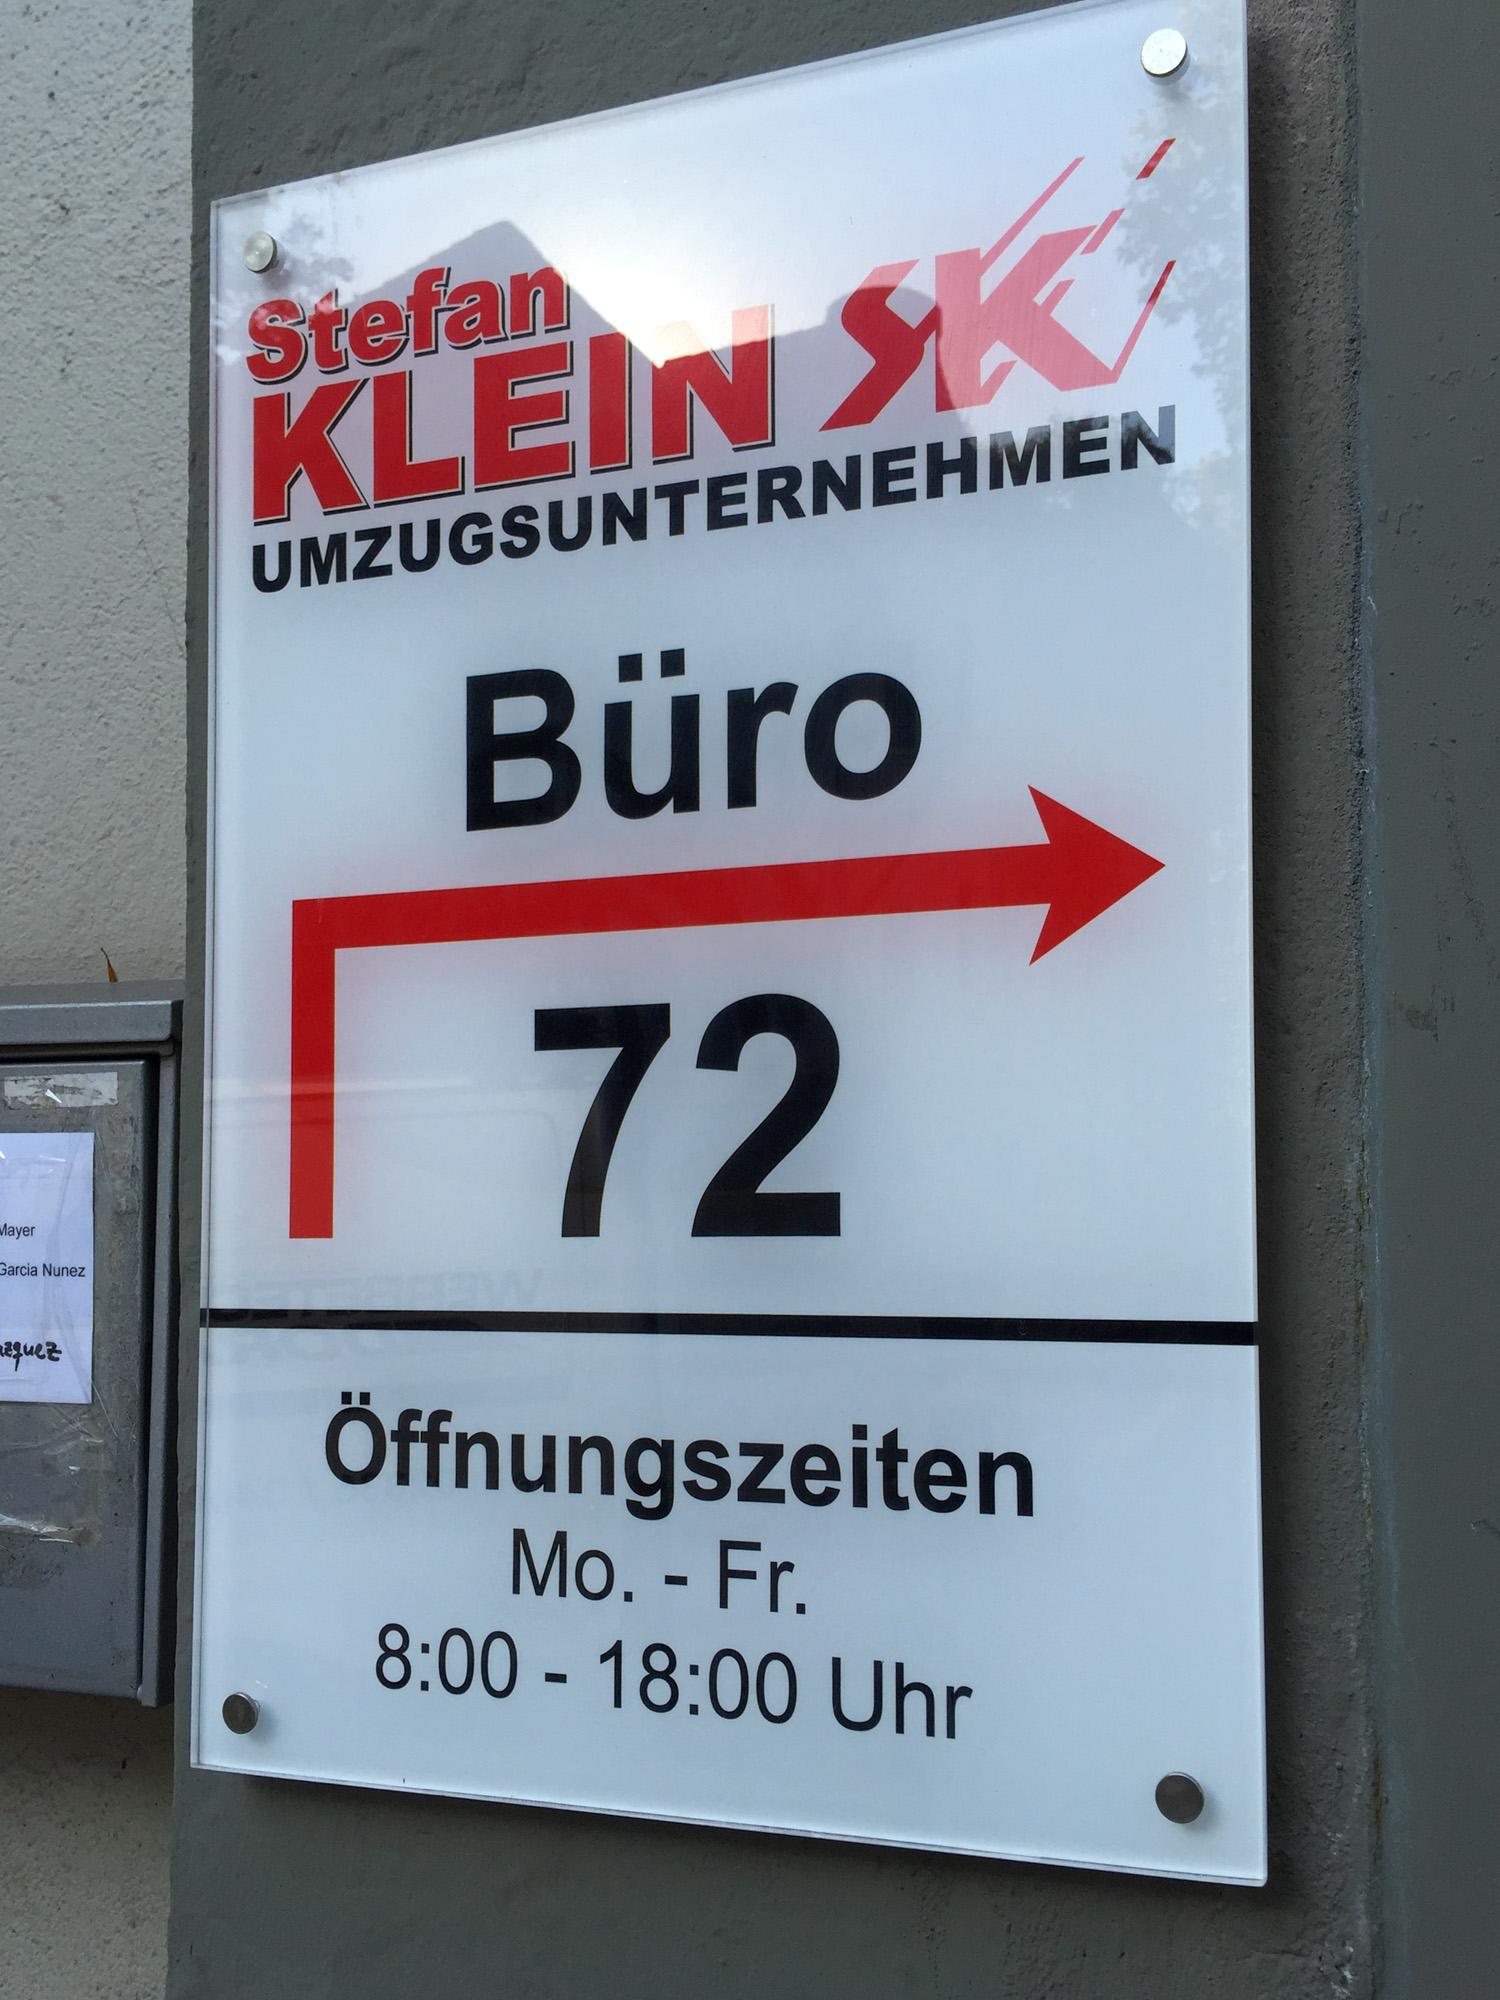 Stefan
KLEIN SK
UMZUGSUNTERNEHMEN
Büro
72
Öffnungszeiten
Mo. - Fr.
8:00 - 18:00 Uhr
Mayer
Garcia Nunez